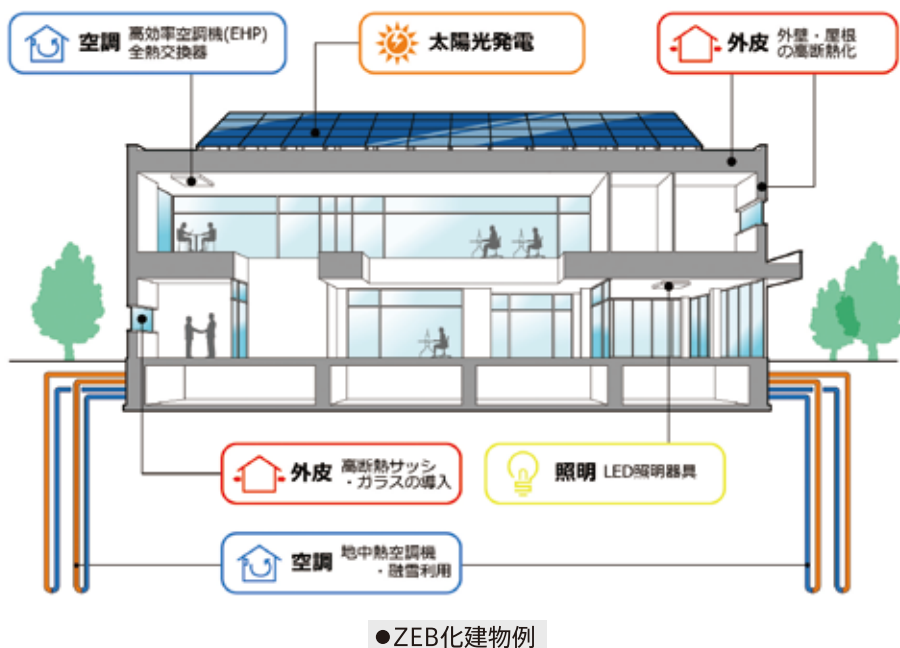 空調 高効率空調機(EHP)
全熱交換器
太陽光発電
外皮 外壁・屋根
の高断熱化
外皮 高断熱サッシ
・ガラスの導入
照明 LED照明器具
空調 地中熱空調機
・融雪利用
●ZEB化建物例